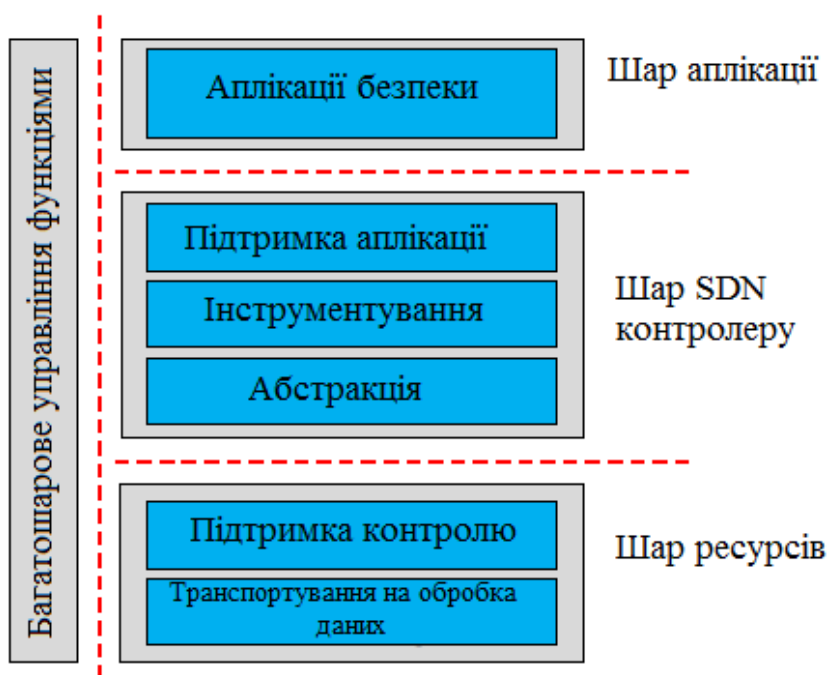 Багатошарове управління функціями
Аплікації безпеки
Шар аплікації
Підтримка аплікації
Інструментування
Абстракція
Шар SDN
контролеру
Підтримка контролю
Транспортування на обробка
даних
Шар ресурсів